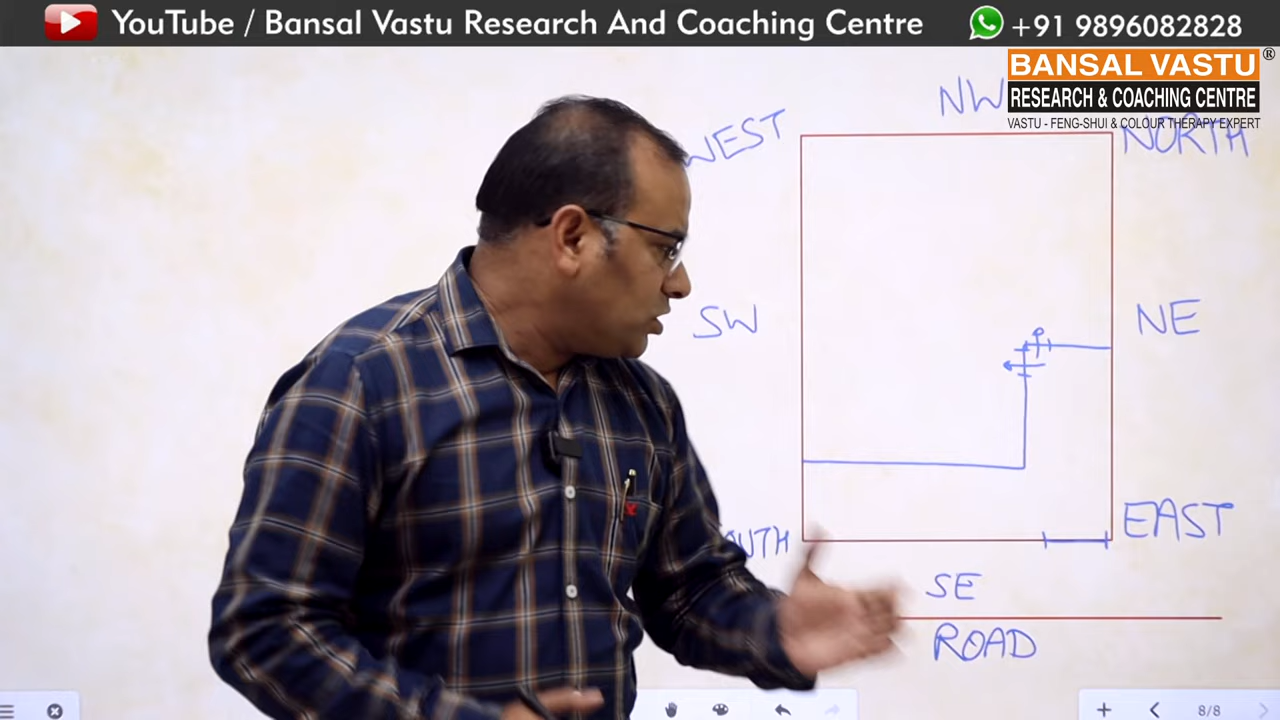 YouTube / Bansal Vastu Research And Coaching Centre
+91 9896082828
BANSAL VASTU®
RESEARCH & COACHING CENTRE
VASTU - FENG-SHUI & COLOUR THERAPY EXPERT
NW
WEST
NORTH
SW
NE
EAST
SE
ROAD
8/8